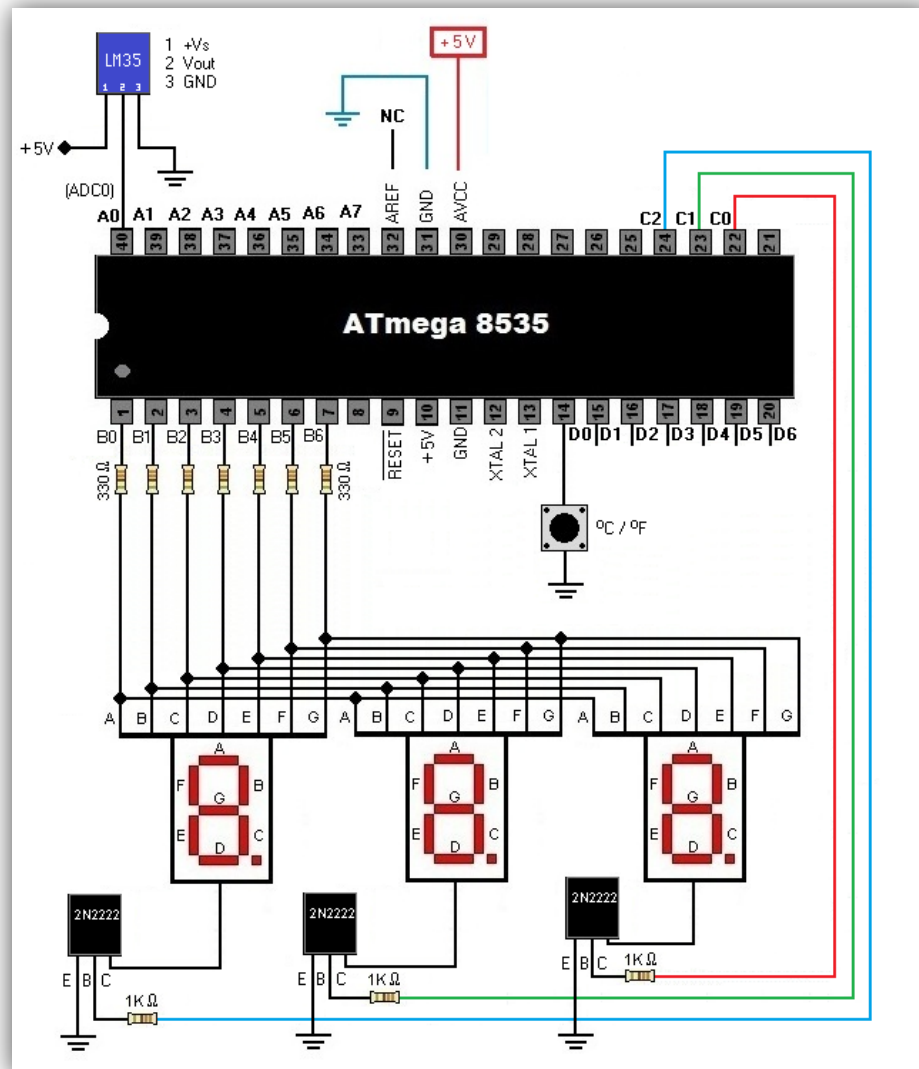 LM35
1 2 3
1 +Vs
2 Vout
3 GND
+5V
+5V
NC
(ADC0)
AREF
GND
AVCC
A0 A1 A2 A3 A4 A5 A6 A7
C2 C1 C0
40 39 38 37 36 35 34 33 32 31 30 29 28 27 26 25 24 23 22 21
ATmega 8535
1 2 3 4 5 6 7 8 9 10 11 12 13 14 15 16 17 18 19 20
B0 B1 B2 B3 B4 B5 B6
RESET
+5V
GND
XTAL 2
XTAL 1
D0 D1 D2 D3 D4 D5 D6
330 Ω
330 Ω
ºC / ºF
A B C D E F G
A B C D E F G
A B C D E F G
A
F B
G
E C
D
A
F B
G
E C
D
A
F B
G
E C
D
2N2222
2N2222
2N2222
E B C
E B C
E B C
1K Ω
1K Ω
1K Ω